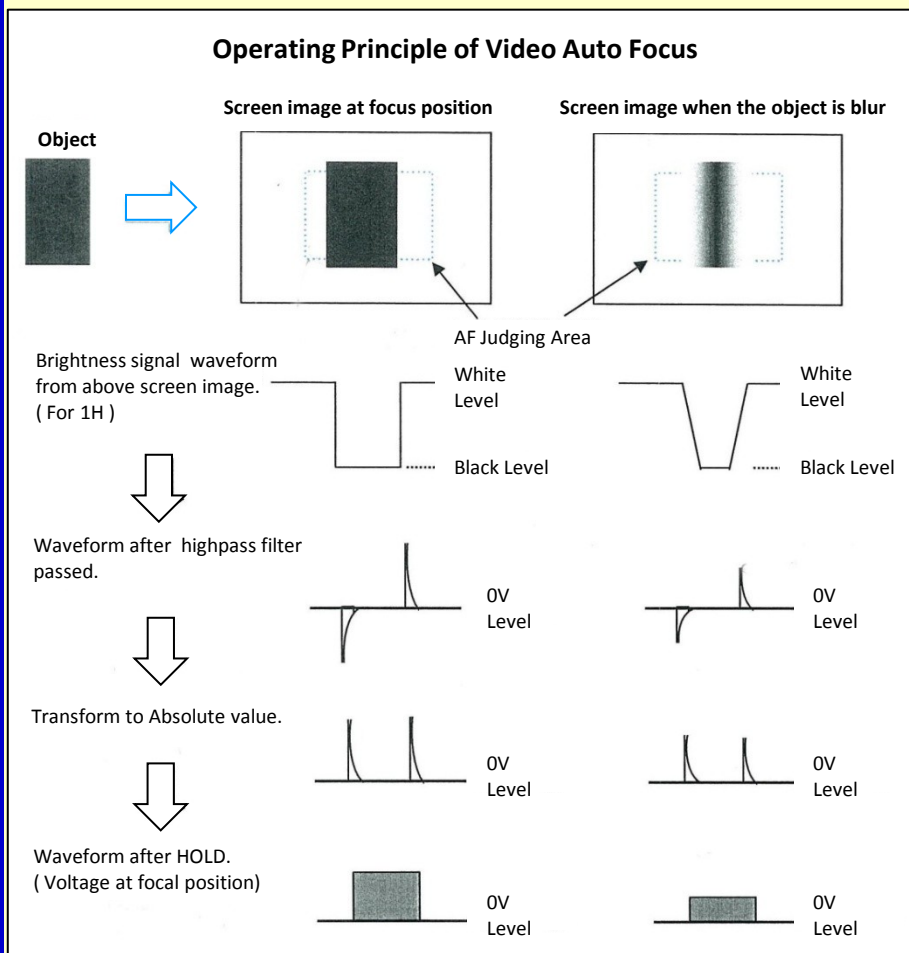 Operating Principle of Video Auto Focus
Screen image at focus position
Screen image when the object is blur
Object
AF Judging Area
Brightness signal waveform
from above screen image.
( For 1H )
White
Level
Black Level
White
Level
Black Level
Waveform after highpass filter
passed.
0V
Level
0V
Level
Transform to Absolute value.
0V
Level
0V
Level
Waveform after HOLD.
( Voltage at focal position)
0V
Level
0V
Level